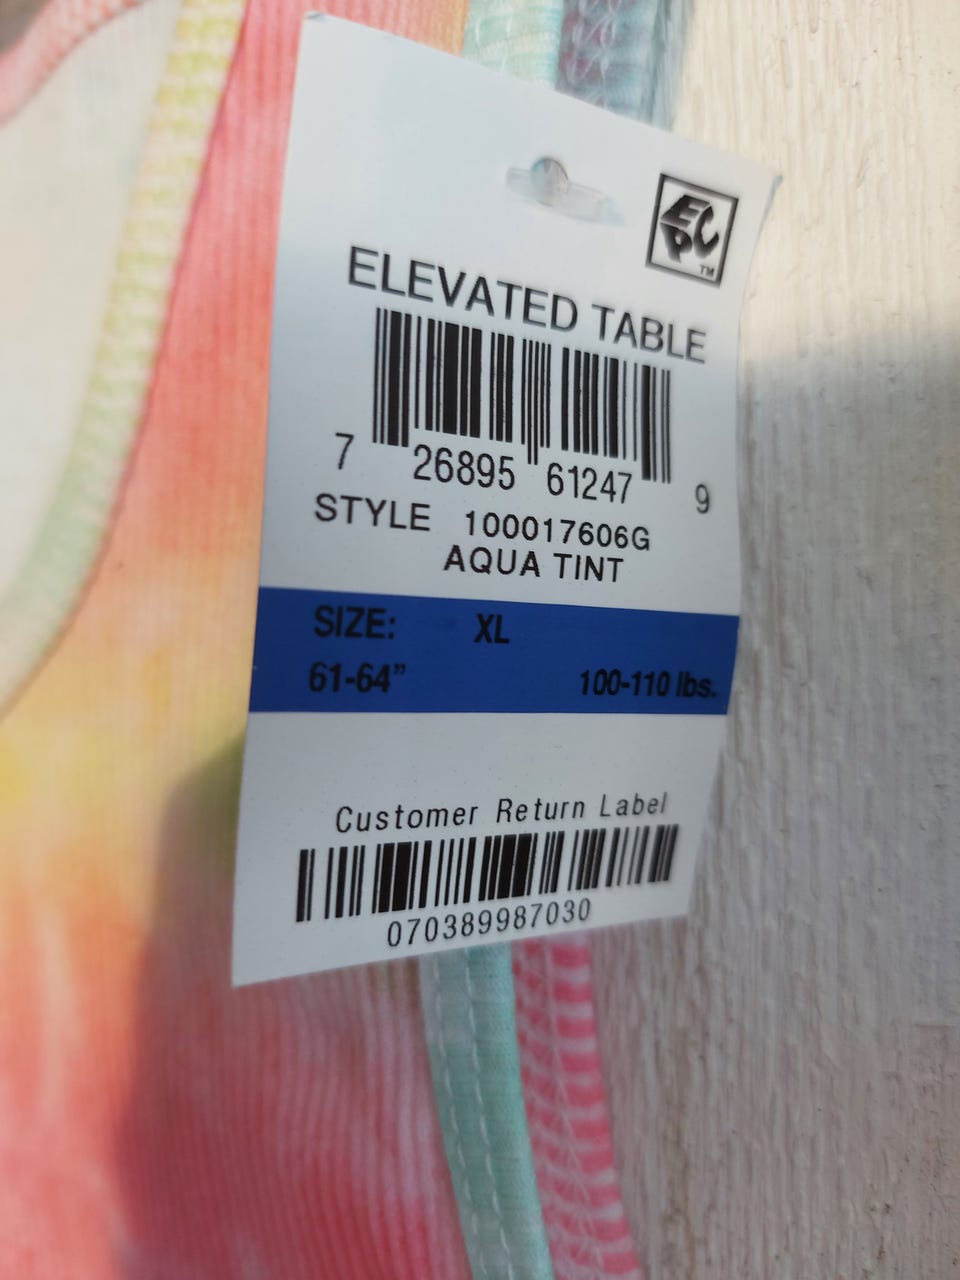 ECPC™
ELEVATED TABLE
7 26895 61247 9
STYLE 100017606G
AQUA TINT
SIZE: XL
61-64” 100-110 lbs.
Customer Return Label
070389987030